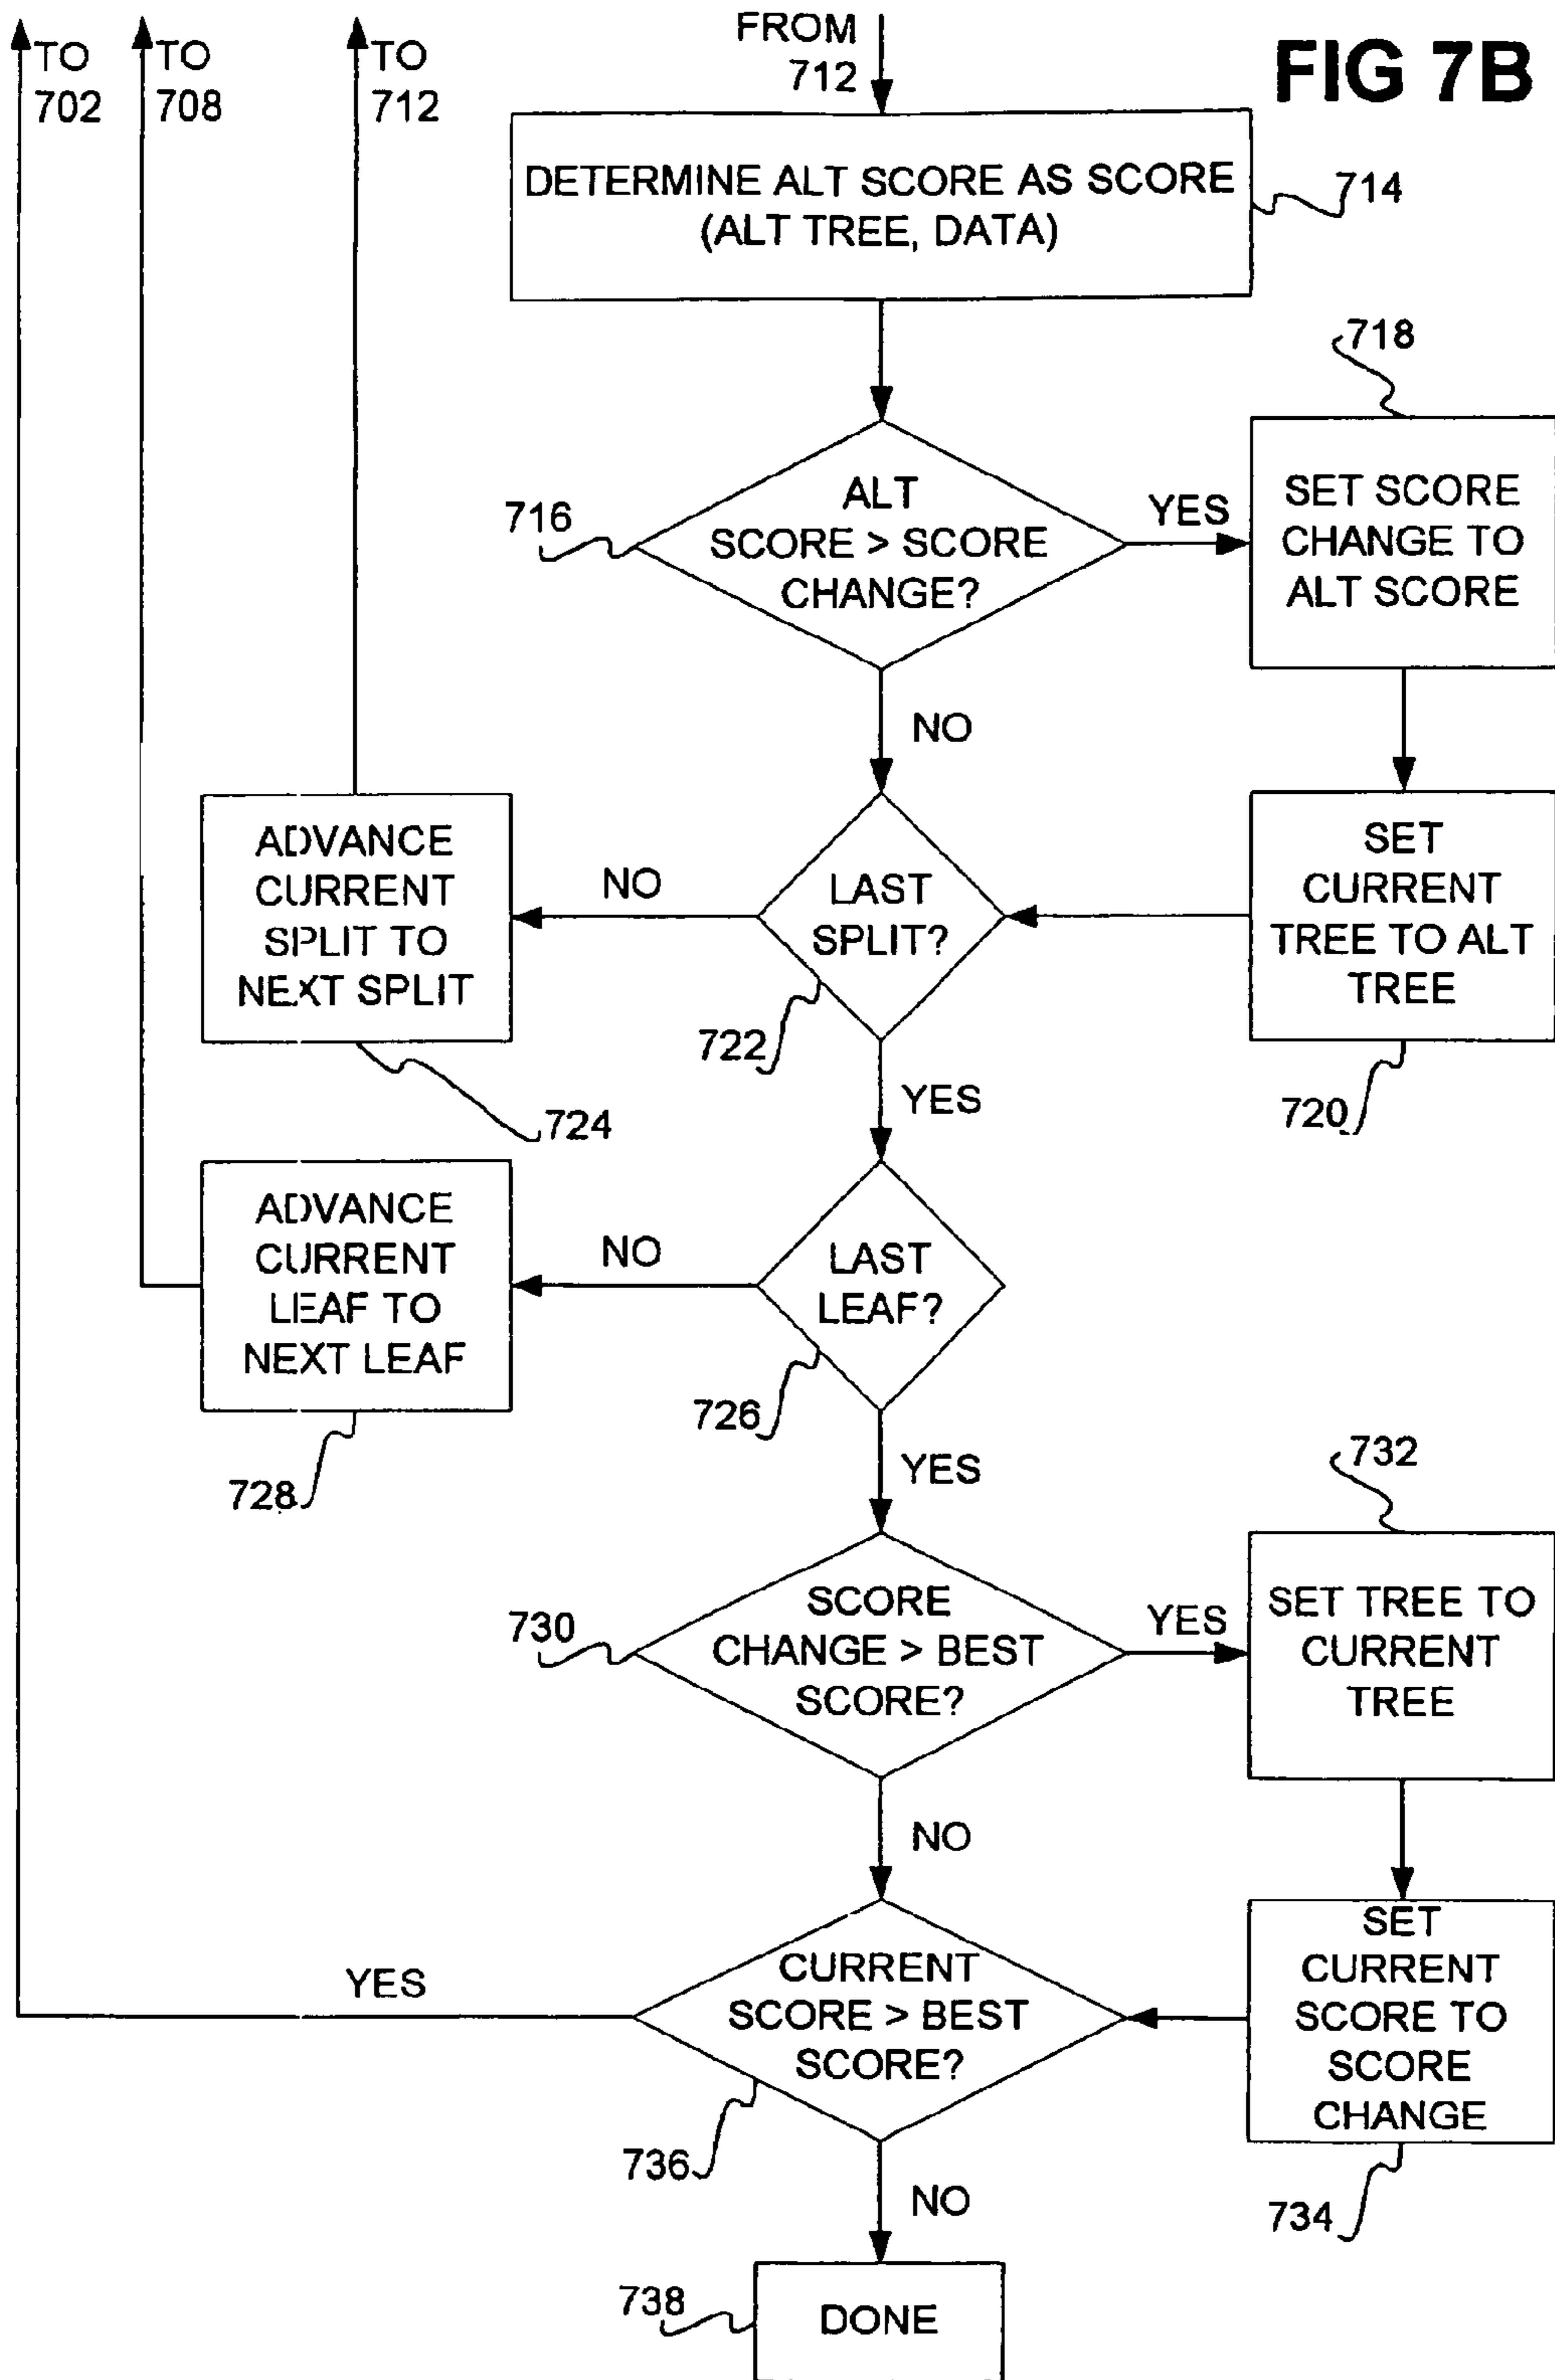 TO
702
TO
708
TO
712
FROM
712
FIG 7B
DETERMINE ALT SCORE AS SCORE
(ALT TREE, DATA)
714
718
716
ALT
SCORE > SCORE
CHANGE?
YES
SET SCORE
CHANGE TO
ALT SCORE
NO
ADVANCE
CURRENT
SPLIT TO
NEXT SPLIT
NO
LAST
SPLIT?
SET
CURRENT
TREE TO ALT
TREE
722
724
YES
720
ADVANCE
CURRENT
LEAF TO
NEXT LEAF
NO
LAST
LEAF?
726
728
YES
732
730
SCORE
CHANGE > BEST
SCORE?
YES
SET TREE TO
CURRENT
TREE
NO
YES
CURRENT
SCORE > BEST
SCORE?
SET
CURRENT
SCORE TO
SCORE
CHANGE
736
NO
734
738
DONE